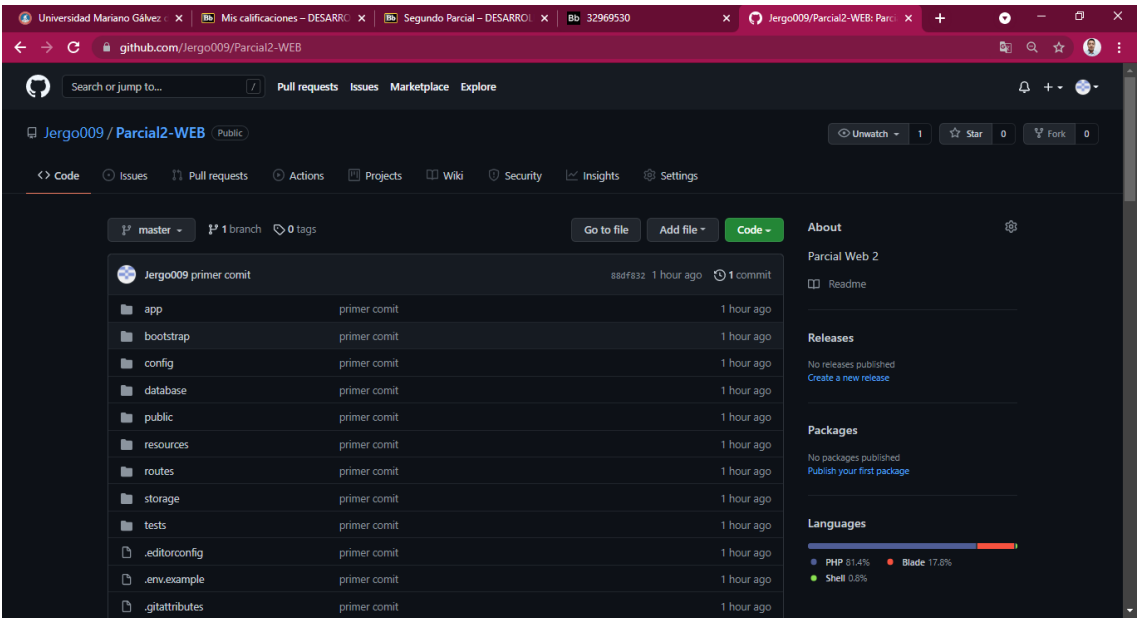 Universidad Mariano Gálvez c
Bb Mis calificaciones – DESARRO
Bb Segundo Parcial – DESARROL
Bb 32969530
Jergo009/Parcial2-WEB: Parci
github.com/Jergo009/Parcial2-WEB
Search or jump to... /
Pull requests Issues Marketplace Explore
Jergo009 / Parcial2-WEB Public
Unwatch 1 Star 0 Fork 0
<> Code Issues Pull requests Actions Projects Wiki Security Insights Settings
master 1 branch 0 tags Go to file Add file Code
Jergo009 primer comit 88df832 1 hour ago 1 commit
app primer comit 1 hour ago
bootstrap primer comit 1 hour ago
config primer comit 1 hour ago
database primer comit 1 hour ago
public primer comit 1 hour ago
resources primer comit 1 hour ago
routes primer comit 1 hour ago
storage primer comit 1 hour ago
tests primer comit 1 hour ago
.editorconfig primer comit 1 hour ago
.env.example primer comit 1 hour ago
.gitattributes primer comit 1 hour ago
About
Parcial Web 2
Readme
Releases
No releases published
Create a new release
Packages
No packages published
Publish your first package
Languages
PHP 81.4% Blade 17.8%
Shell 0.8%